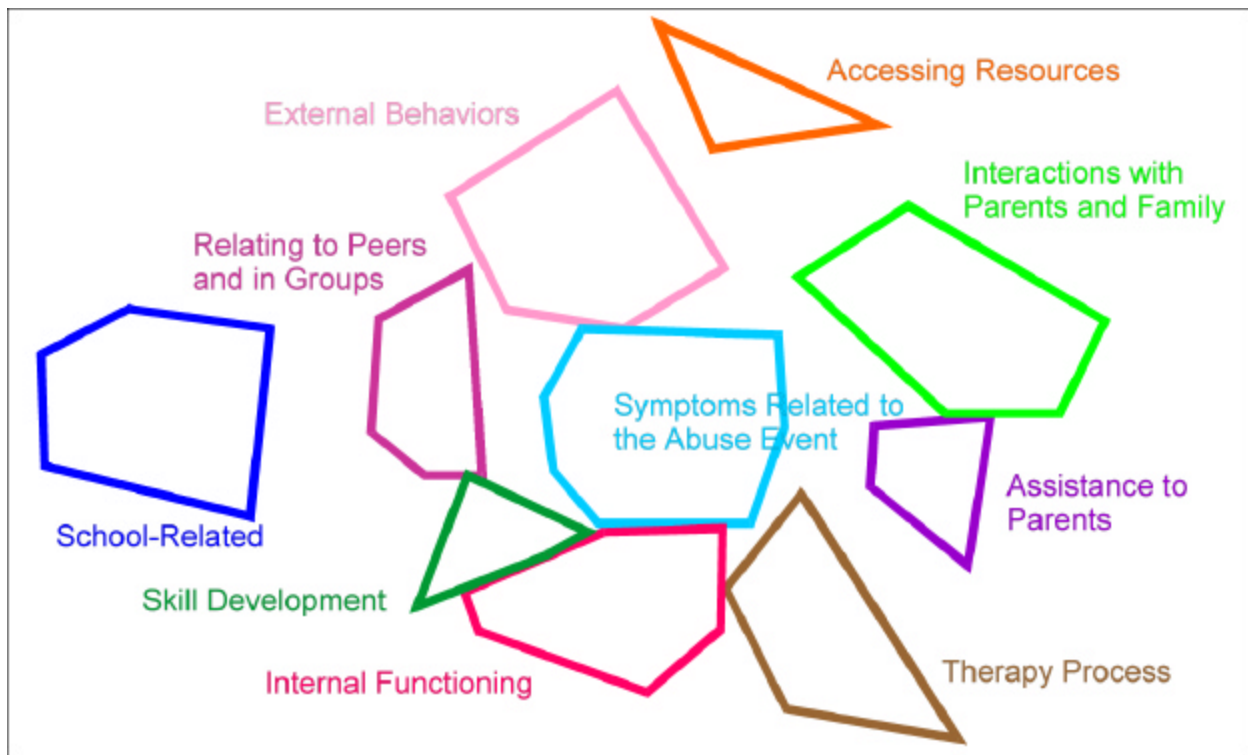 Accessing Resources
External Behaviors
Interactions with
Parents and Family
Relating to Peers
and in Groups
Symptoms Related to
the Abuse Event
Assistance to
Parents
School-Related
Skill Development
Internal Functioning
Therapy Process